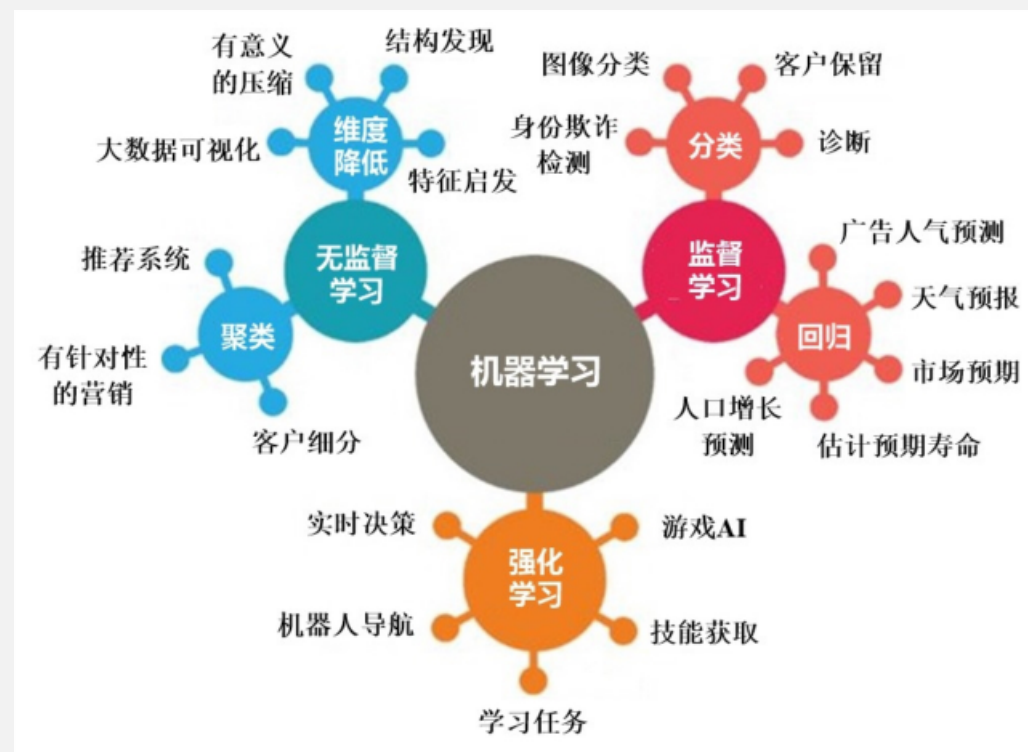 有意义
的压缩
结构发现
大数据可视化
维度
降低
特征启发
图像分类
客户保留
身份欺诈
检测
分类
诊断
推荐系统
无监督
学习
聚类
有针对性
的营销
客户细分
机器学习
监督
学习
广告人气预测
天气预报
回归
市场预期
人口增长
预测
估计预期寿命
实时决策
游戏AI
强化
学习
机器人导航
技能获取
学习任务